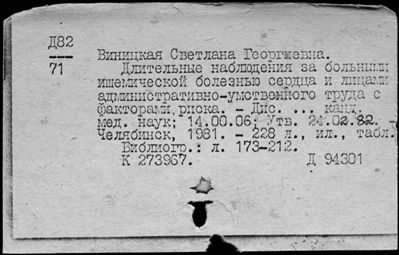 Д82
71
Виницкая Светлана Георгиевна.
Длительные наблюдения за больными
ишемической болезнью сердца и лицами
административно-умственного труда с
факторами риска. - Дис. ... канд.
мед. наук; 14.00.06; Утв. 24.02.82 -
Челябинск, 1981. - 228 л., ил., табл.
Библиогр.: л. 173-212.
К 273967. Д 94301